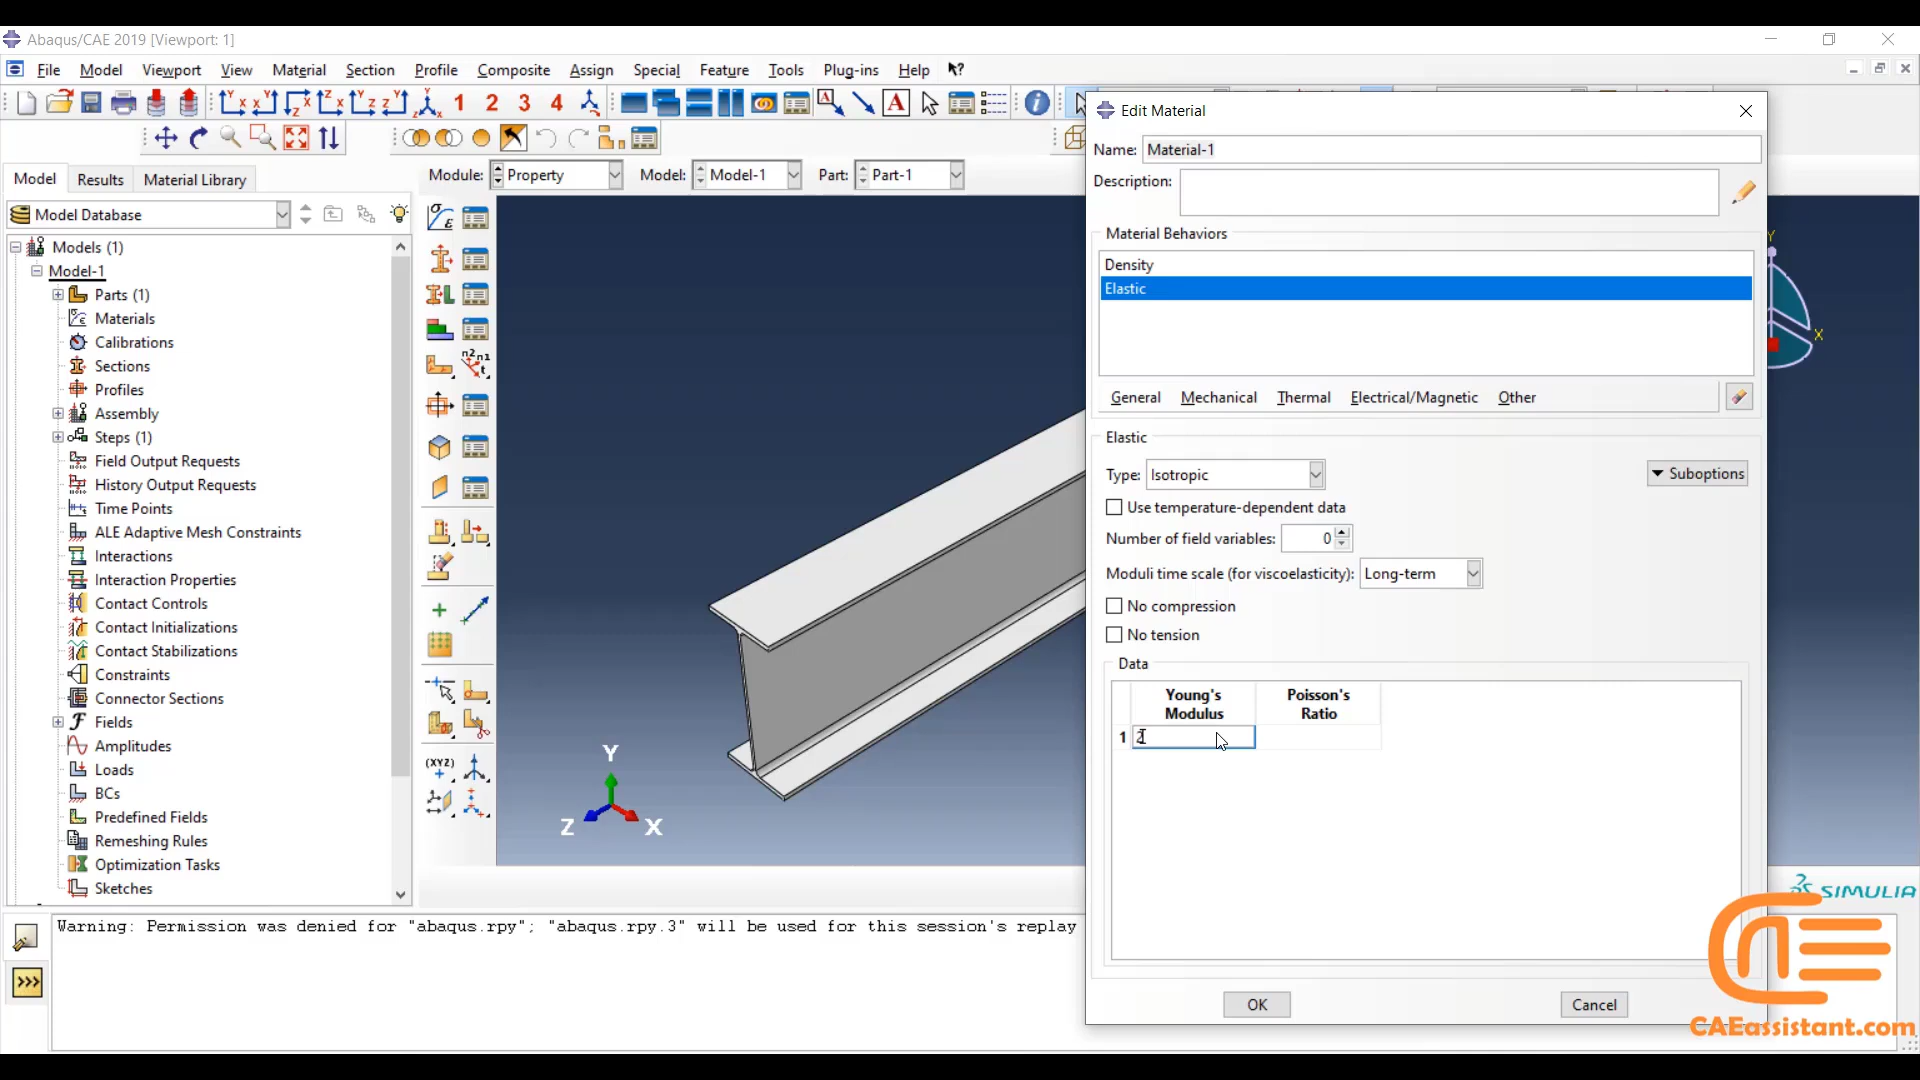 Abaqus/CAE 2019 [Viewport: 1]
File Model Viewport View Material Section Profile Composite Assign Special Feature Tools Plug-ins Help
1 2 3 4
A
Model Results Material Library
Module: Property Model: Model-1 Part: Part-1
Model Database
Models (1)
Model-1
Parts (1)
Materials
Calibrations
Sections
Profiles
Assembly
Steps (1)
Field Output Requests
History Output Requests
Time Points
ALE Adaptive Mesh Constraints
Interactions
Interaction Properties
Contact Controls
Contact Initializations
Contact Stabilizations
Constraints
Connector Sections
Fields
Amplitudes
Loads
BCs
Predefined Fields
Remeshing Rules
Optimization Tasks
Sketches
(XYZ)
Y
Z X
Y
X
Edit Material
Name: Material-1
Description:
Material Behaviors
Density
Elastic
General Mechanical Thermal Electrical/Magnetic Other
Elastic
Type: Isotropic
Suboptions
Use temperature-dependent data
Number of field variables: 0
Moduli time scale (for viscoelasticity): Long-term
No compression
No tension
Data
Young's Modulus
Poisson's Ratio
1 2
OK Cancel
SIMULIA
Warning: Permission was denied for "abaqus.rpy"; "abaqus.rpy.3" will be used for this session's replay
>>>
CAEassistant.com